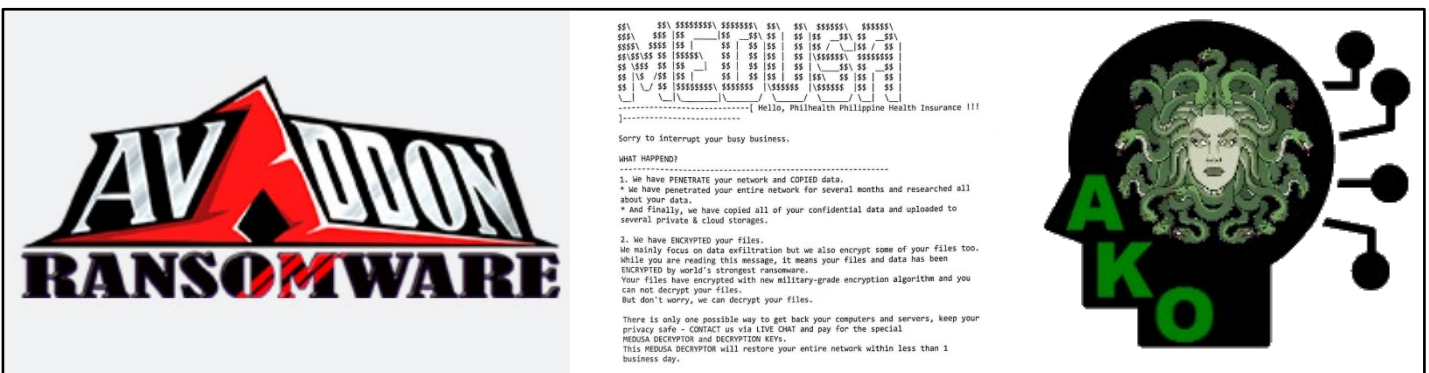 AVADDON
RANSOMWARE
MEDUSA
-----------------------------[ Hello, Philhealth Philippine Health Insurance !!!
]--------------------------
Sorry to interrupt your busy business.
WHAT HAPPEND?
------------------------------------------------------------
1. We have PENETRATE your network and COPIED data.
* We have penetrated your entire network for several months and researched all
about your data.
* And finally, we have copied all of your confidential data and uploaded to
several private & cloud storages.
2. We have ENCRYPTED your files.
We mainly focus on data exfiltration but we also encrypt some of your files too.
While you are reading this message, it means your files and data has been
ENCRYPTED by world's strongest ransomware.
Your files have encrypted with new military-grade encryption algorithm and you
can not decrypt your files.
But don't worry, we can decrypt your files.
There is only one possible way to get back your computers and servers, keep your
privacy safe - CONTACT us via LIVE CHAT and pay for the special
MEDUSA DECRYPTOR and DECRYPTION KEYs.
This MEDUSA DECRYPTOR will restore your entire network within less than 1
business day.
AKO